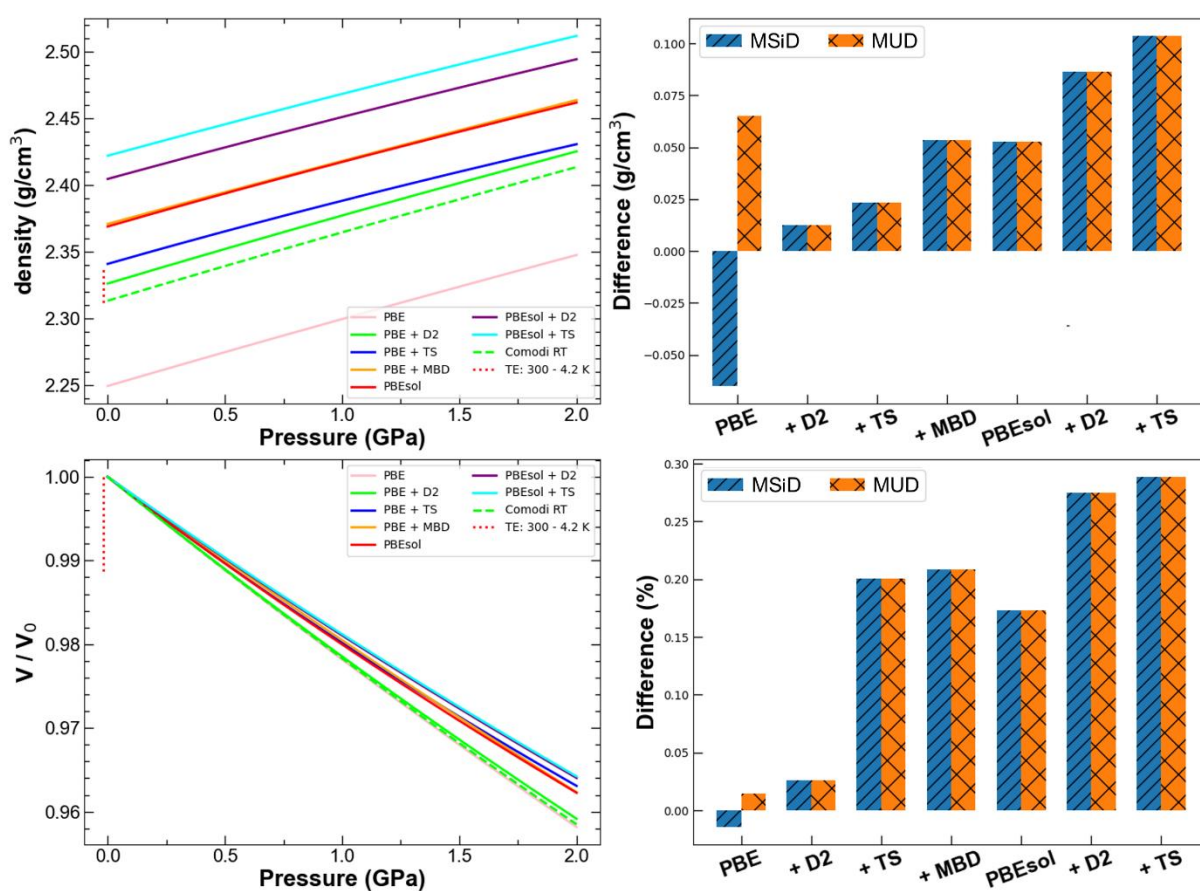 2.50
2.45
2.40
2.35
2.30
2.25
density (g/cm³)
PBE
PBE + D2
PBE + TS
PBE + MBD
PBEsol
PBEsol + D2
PBEsol + TS
Comodi RT
TE: 300 - 4.2 K
0.0
0.5
1.0
1.5
2.0
Pressure (GPa)
MSiD
MUD
0.100
0.075
0.050
0.025
0.000
−0.025
−0.050
Difference (g/cm³)
PBE
+ D2
+ TS
+ MBD
PBEsol
+ D2
+ TS
1.00
0.99
0.98
0.97
0.96
V / V₀
PBE
PBE + D2
PBE + TS
PBE + MBD
PBEsol
PBEsol + D2
PBEsol + TS
Comodi RT
TE: 300 - 4.2 K
0.0
0.5
1.0
1.5
2.0
Pressure (GPa)
MSiD
MUD
0.30
0.25
0.20
0.15
0.10
0.05
0.00
Difference (%)
PBE
+ D2
+ TS
+ MBD
PBEsol
+ D2
+ TS